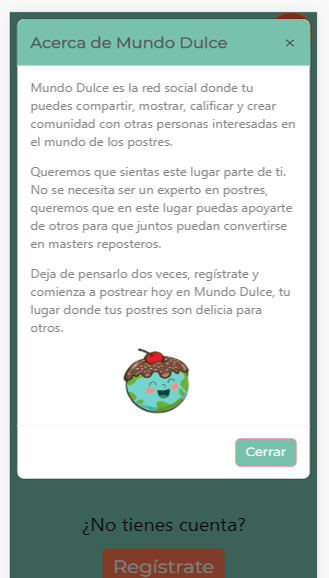 Acerca de Mundo Dulce ×
Mundo Dulce es la red social donde tu
puedes compartir, mostrar, calificar y crear
comunidad con otras personas interesadas en
el mundo de los postres.
Queremos que sientas este lugar parte de ti.
No se necesita ser un experto en postres,
queremos que en este lugar puedas apoyarte
de otros para que juntos puedan convertirse
en masters reposteros.
Deja de pensarlo dos veces, regístrate y
comienza a postrear hoy en Mundo Dulce, tu
lugar donde tus postres son delicia para
otros.
Cerrar
¿No tienes cuenta?
Regístrate